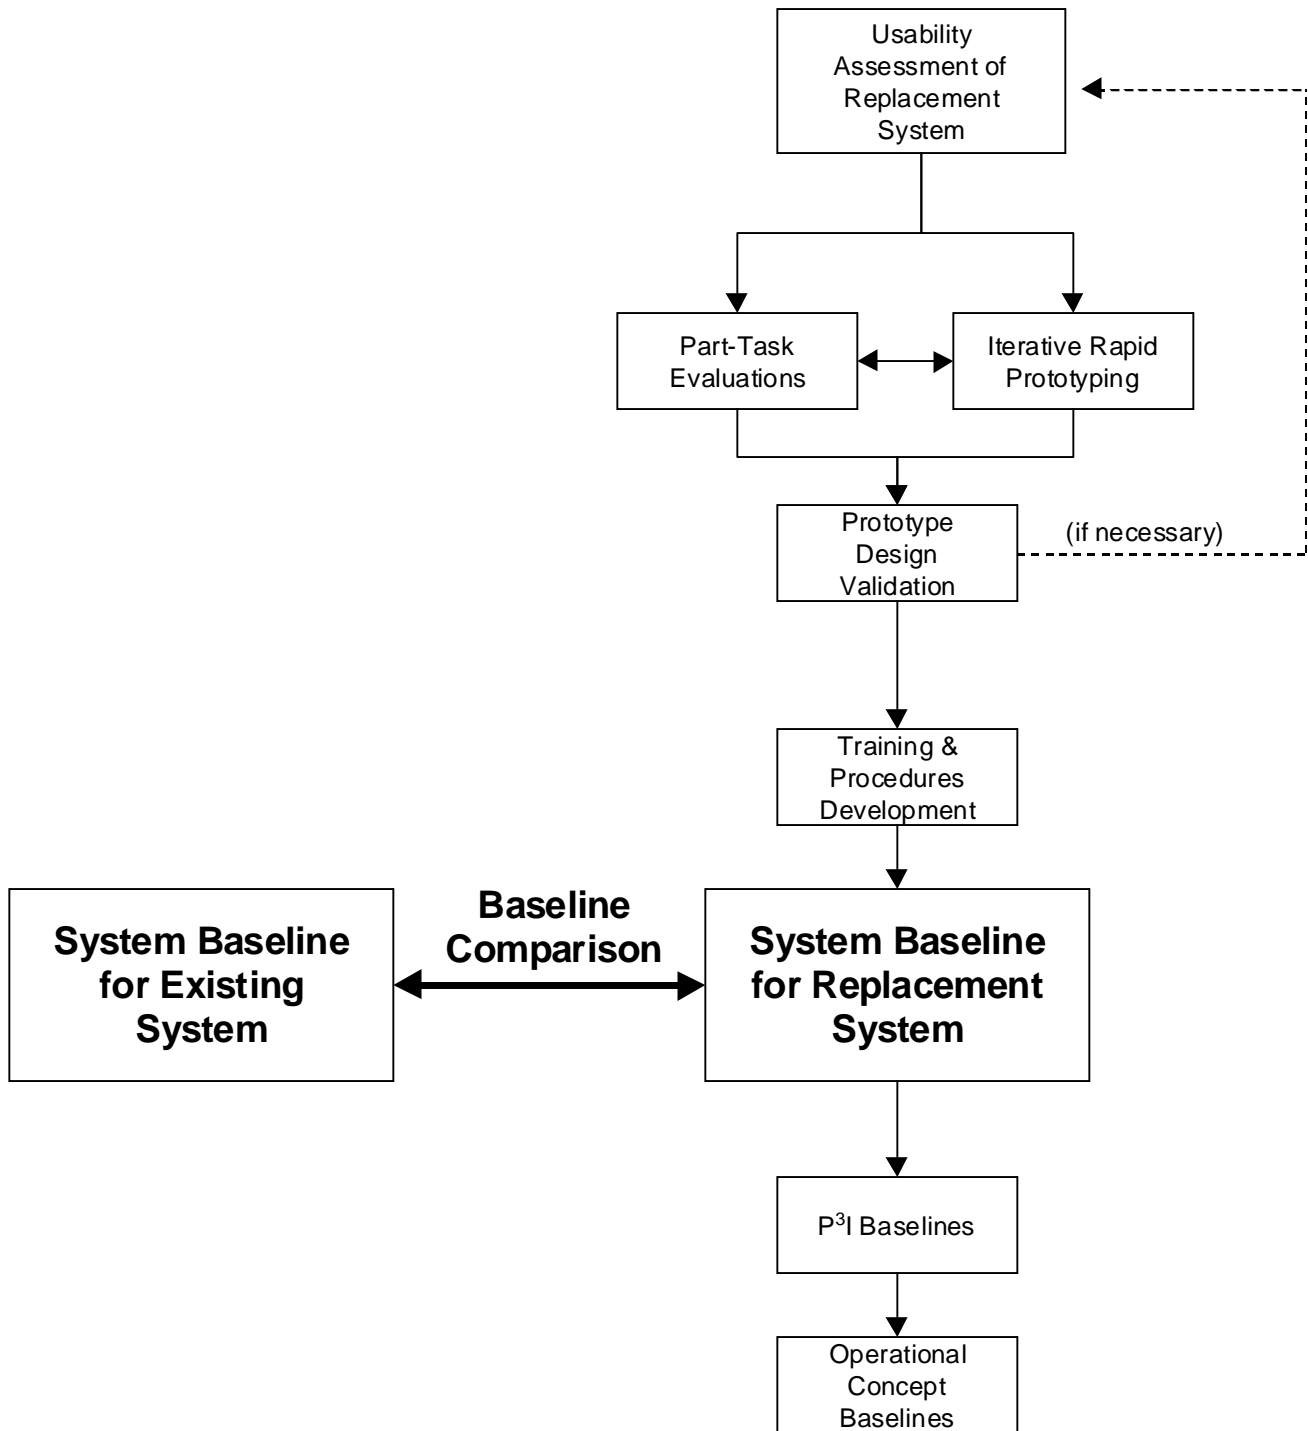 Usability
Assessment of
Replacement
System
Part-Task
Evaluations
Iterative Rapid
Prototyping
Prototype
Design
Validation
(if necessary)
Training &
Procedures
Development
System Baseline
for Existing
System
Baseline
Comparison
System Baseline
for Replacement
System
P³I Baselines
Operational
Concept
Baselines